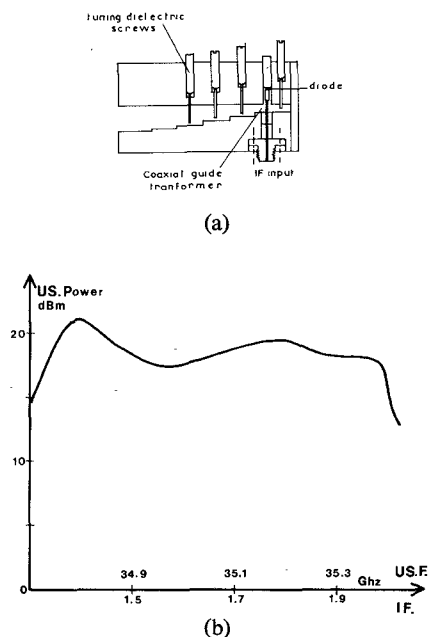 tuning dielectric
screws
diode
Coaxial guide
tranformer
IF input
(a)
US.Power
dBm
20
10
0
34.9 35.1 35.3 US.F.
Ghz
1.5 1.7 1.9 I F.
(b)